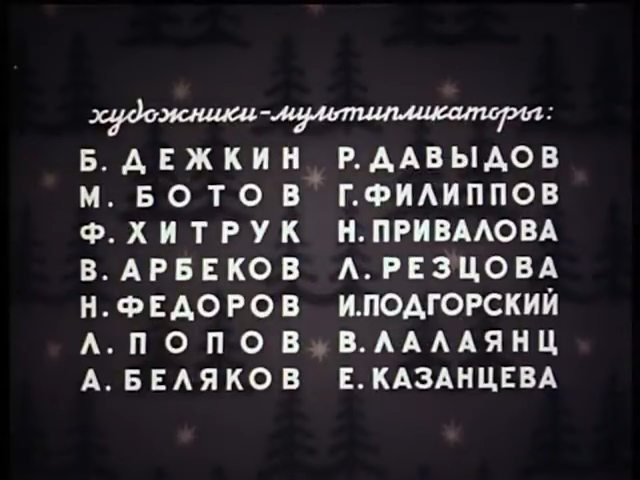 художники-мультипликаторы:
Б. ДЕЖКИН Р. ДАВЫДОВ
М. БОТОВ Г. ФИЛИППОВ
Ф. ХИТРУК Н. ПРИВАЛОВА
В. АРБЕКОВ Л. РЕЗЦОВА
Н. ФЕДОРОВ И. ПОДГОРСКИЙ
Л. ПОПОВ В. ЛАЛАЯНЦ
А. БЕЛЯКОВ Е. КАЗАНЦЕВА